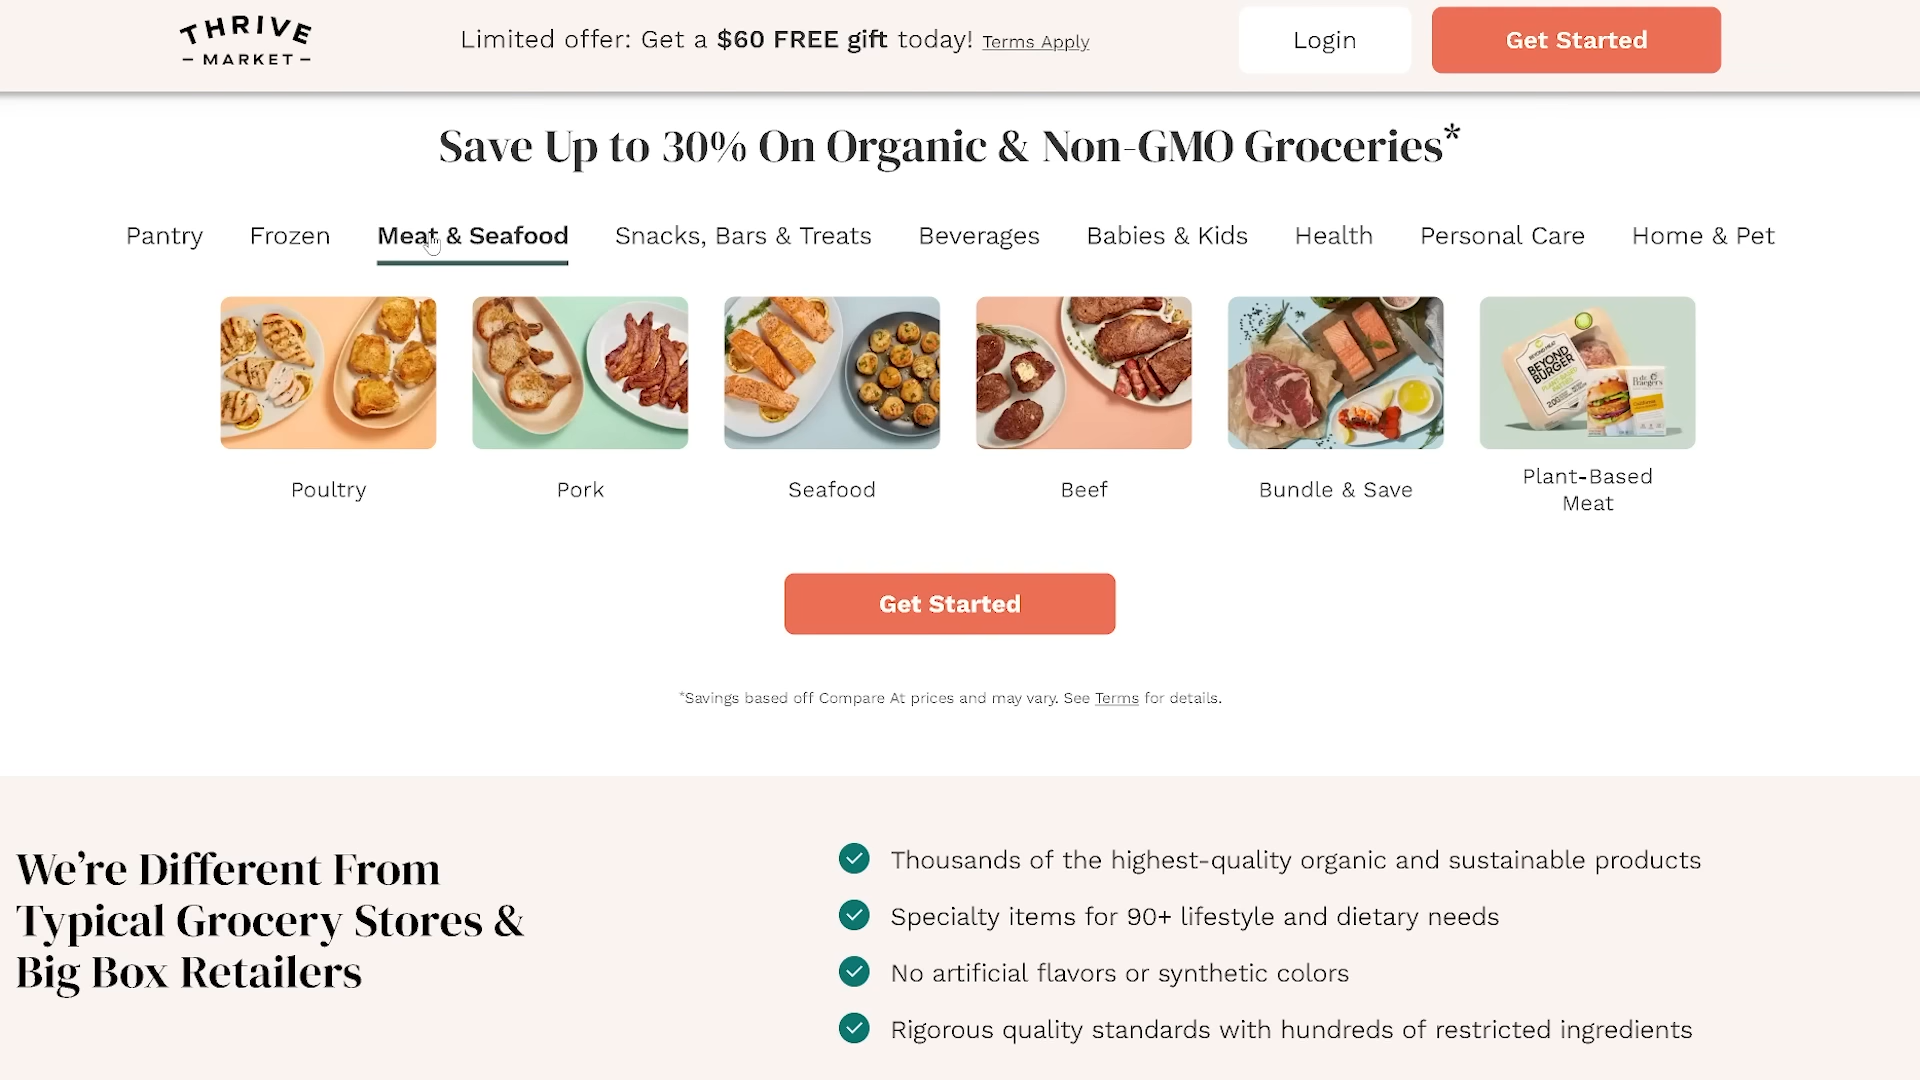 THRIVE
MARKET
Limited offer: Get a $60 FREE gift today! Terms Apply
Login
Get Started
Save Up to 30% On Organic & Non-GMO Groceries*
Pantry
Frozen
Meat & Seafood
Snacks, Bars & Treats
Beverages
Babies & Kids
Health
Personal Care
Home & Pet
BEYOND MEAT
BEYOND
BURGER
Poultry
Pork
Seafood
Beef
Bundle & Save
Plant-Based
Meat
Get Started
*Savings based off Compare At prices and may vary. See Terms for details.
We're Different From
Typical Grocery Stores &
Big Box Retailers
Thousands of the highest-quality organic and sustainable products
Specialty items for 90+ lifestyle and dietary needs
No artificial flavors or synthetic colors
Rigorous quality standards with hundreds of restricted ingredients